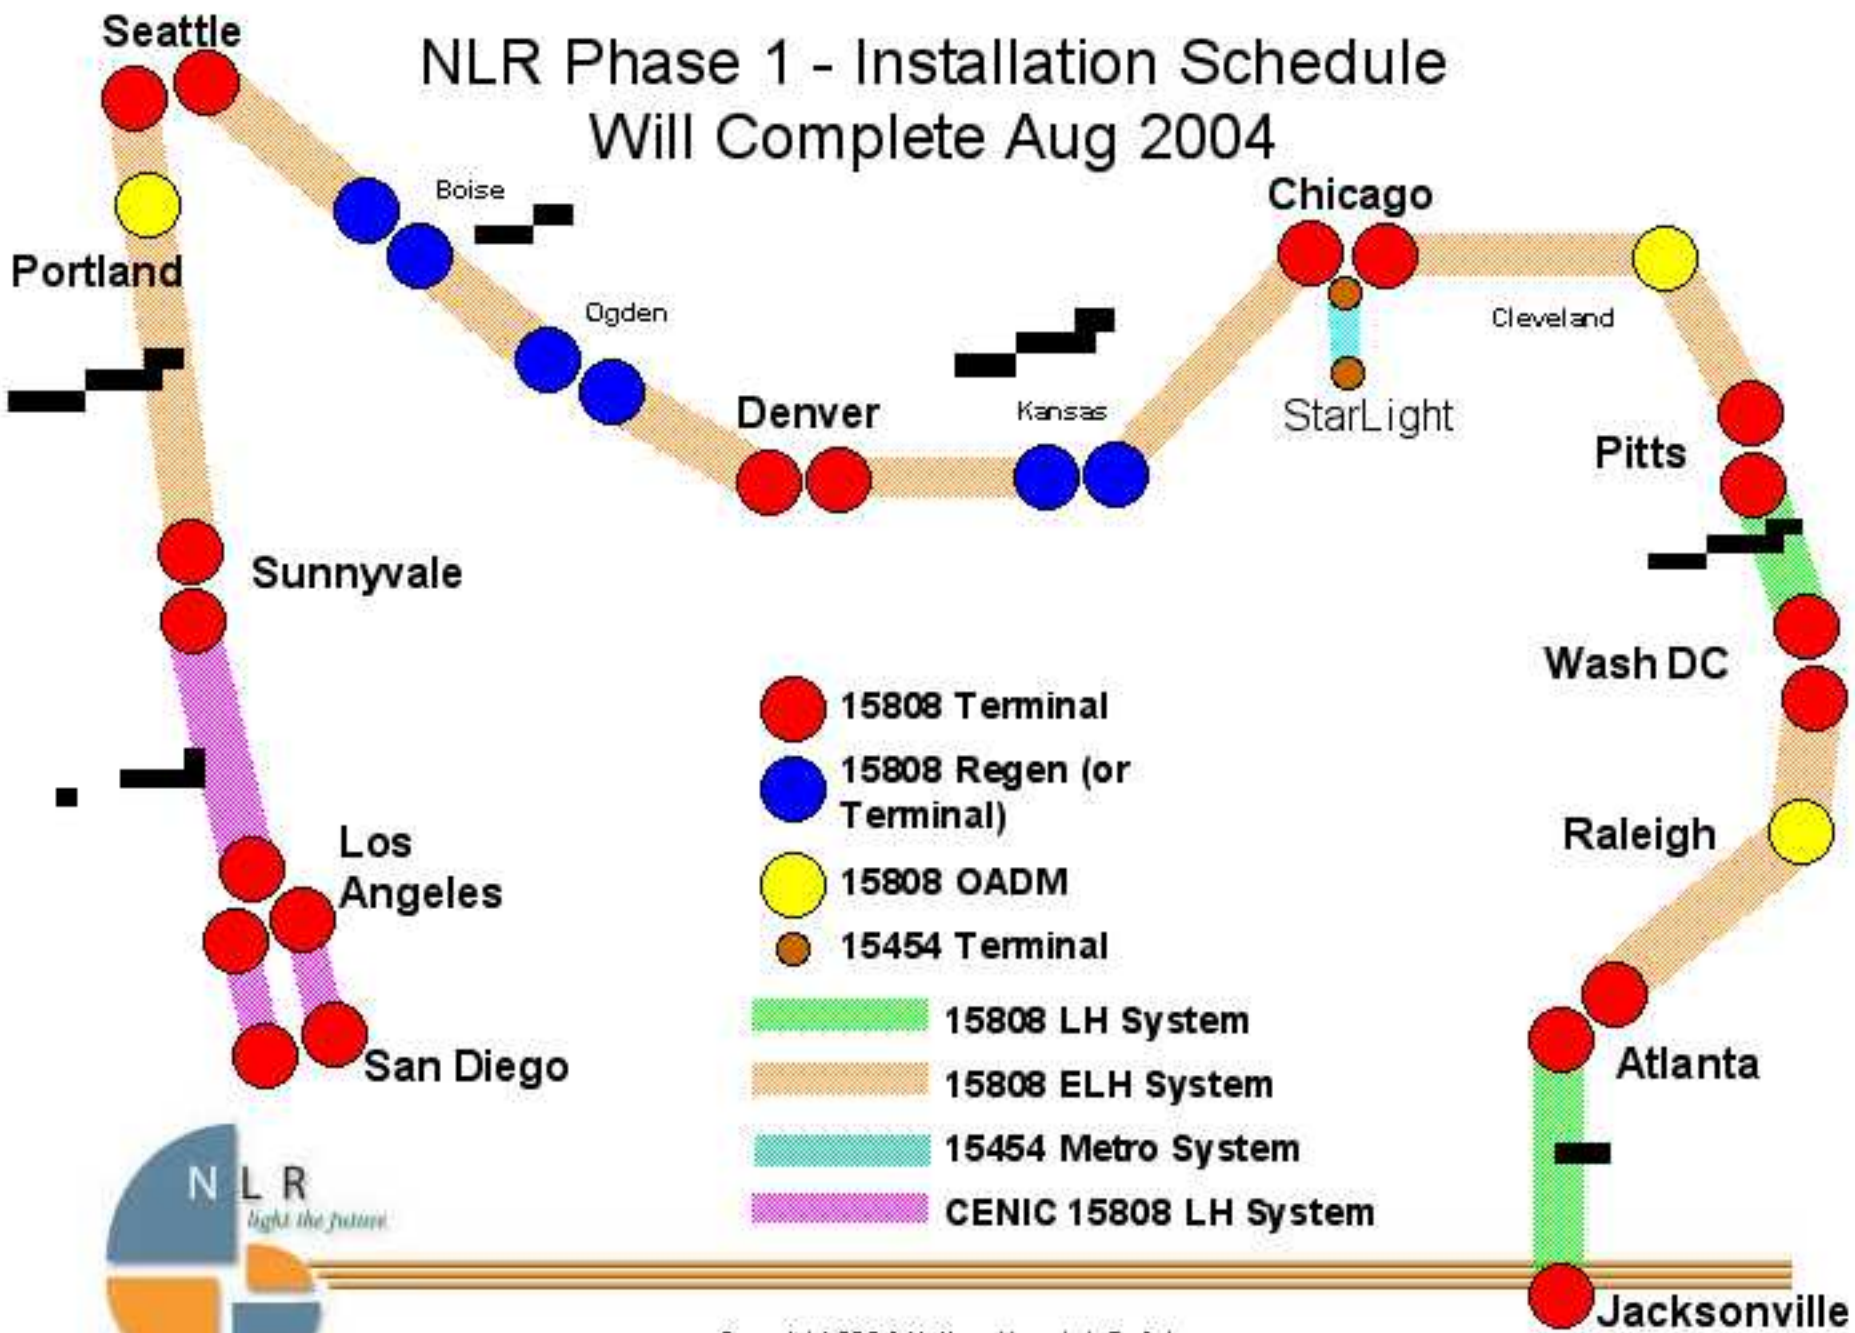 NLR Phase 1 - Installation Schedule
Will Complete Aug 2004
Seattle
Boise
Portland
Ogden
Chicago
Cleveland
Denver
Kansas
StarLight
Pitts
Sunnyvale
Wash DC
Raleigh
Los
Angeles
San Diego
Atlanta
Jacksonville
15808 Terminal
15808 Regen (or
Terminal)
15808 OADM
15454 Terminal
15808 LH System
15808 ELH System
15454 Metro System
CENIC 15808 LH System
N L R
light the future